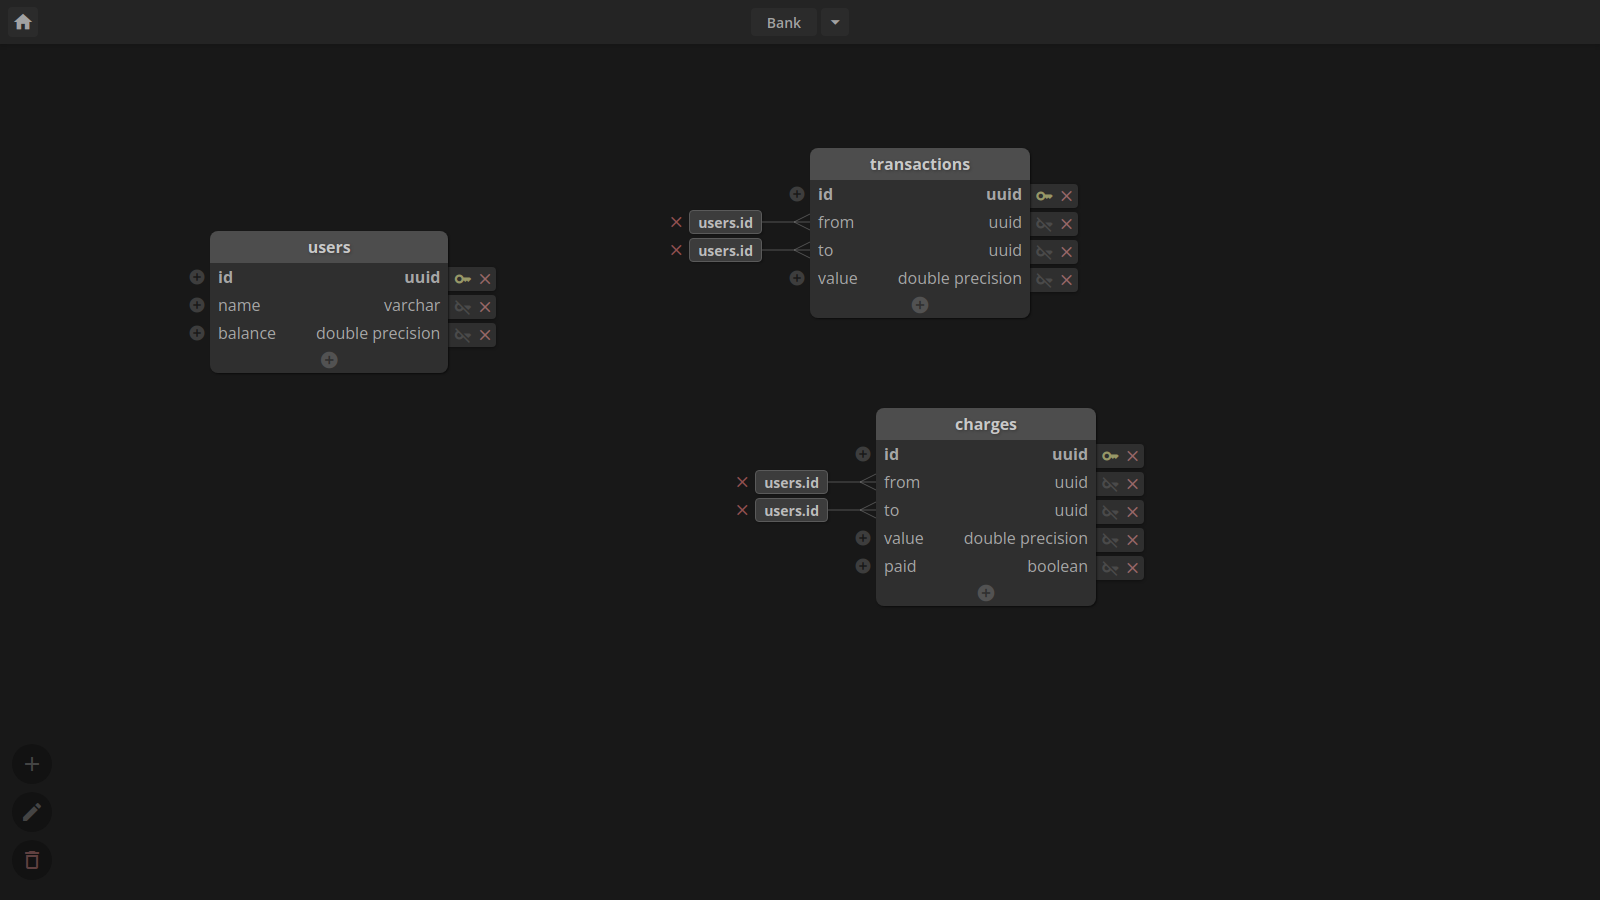 Bank
users
id uuid
name varchar
balance double precision
transactions
id uuid
users.id from uuid
users.id to uuid
value double precision
charges
id uuid
users.id from uuid
users.id to uuid
value double precision
paid boolean